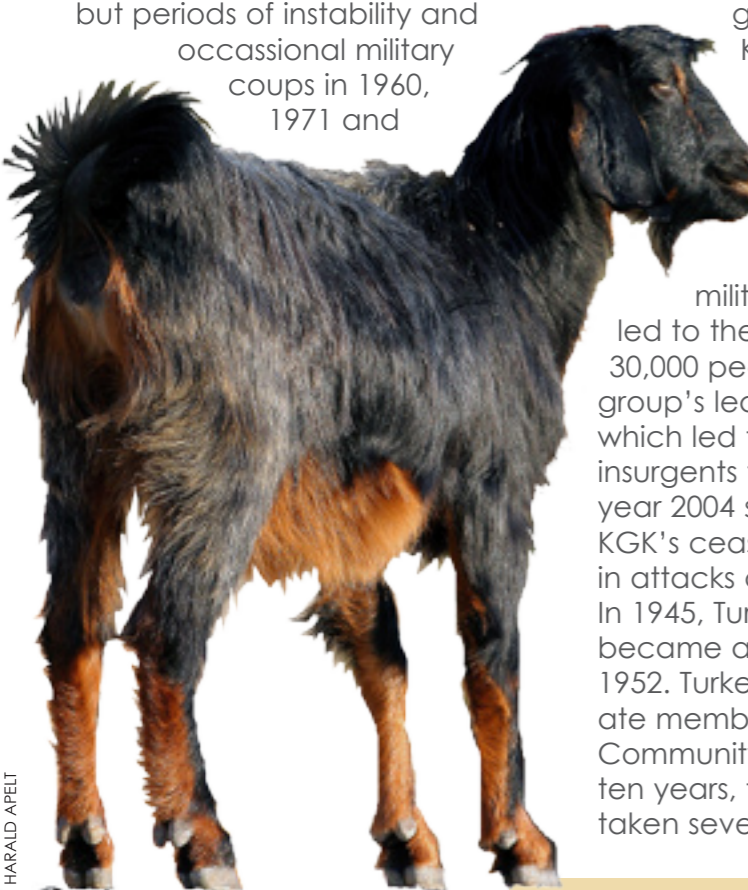 but periods of instability and
occassional military
coups in 1960,
1971 and
g
K
milit
led to the
30,000 pe
group's lea
which led
insurgents
year 2004 s
KGK's ceas
in attacks
In 1945, Tur
became a
1952. Turke
ate memb
Communit
ten years,
taken seve
HARALD APELT